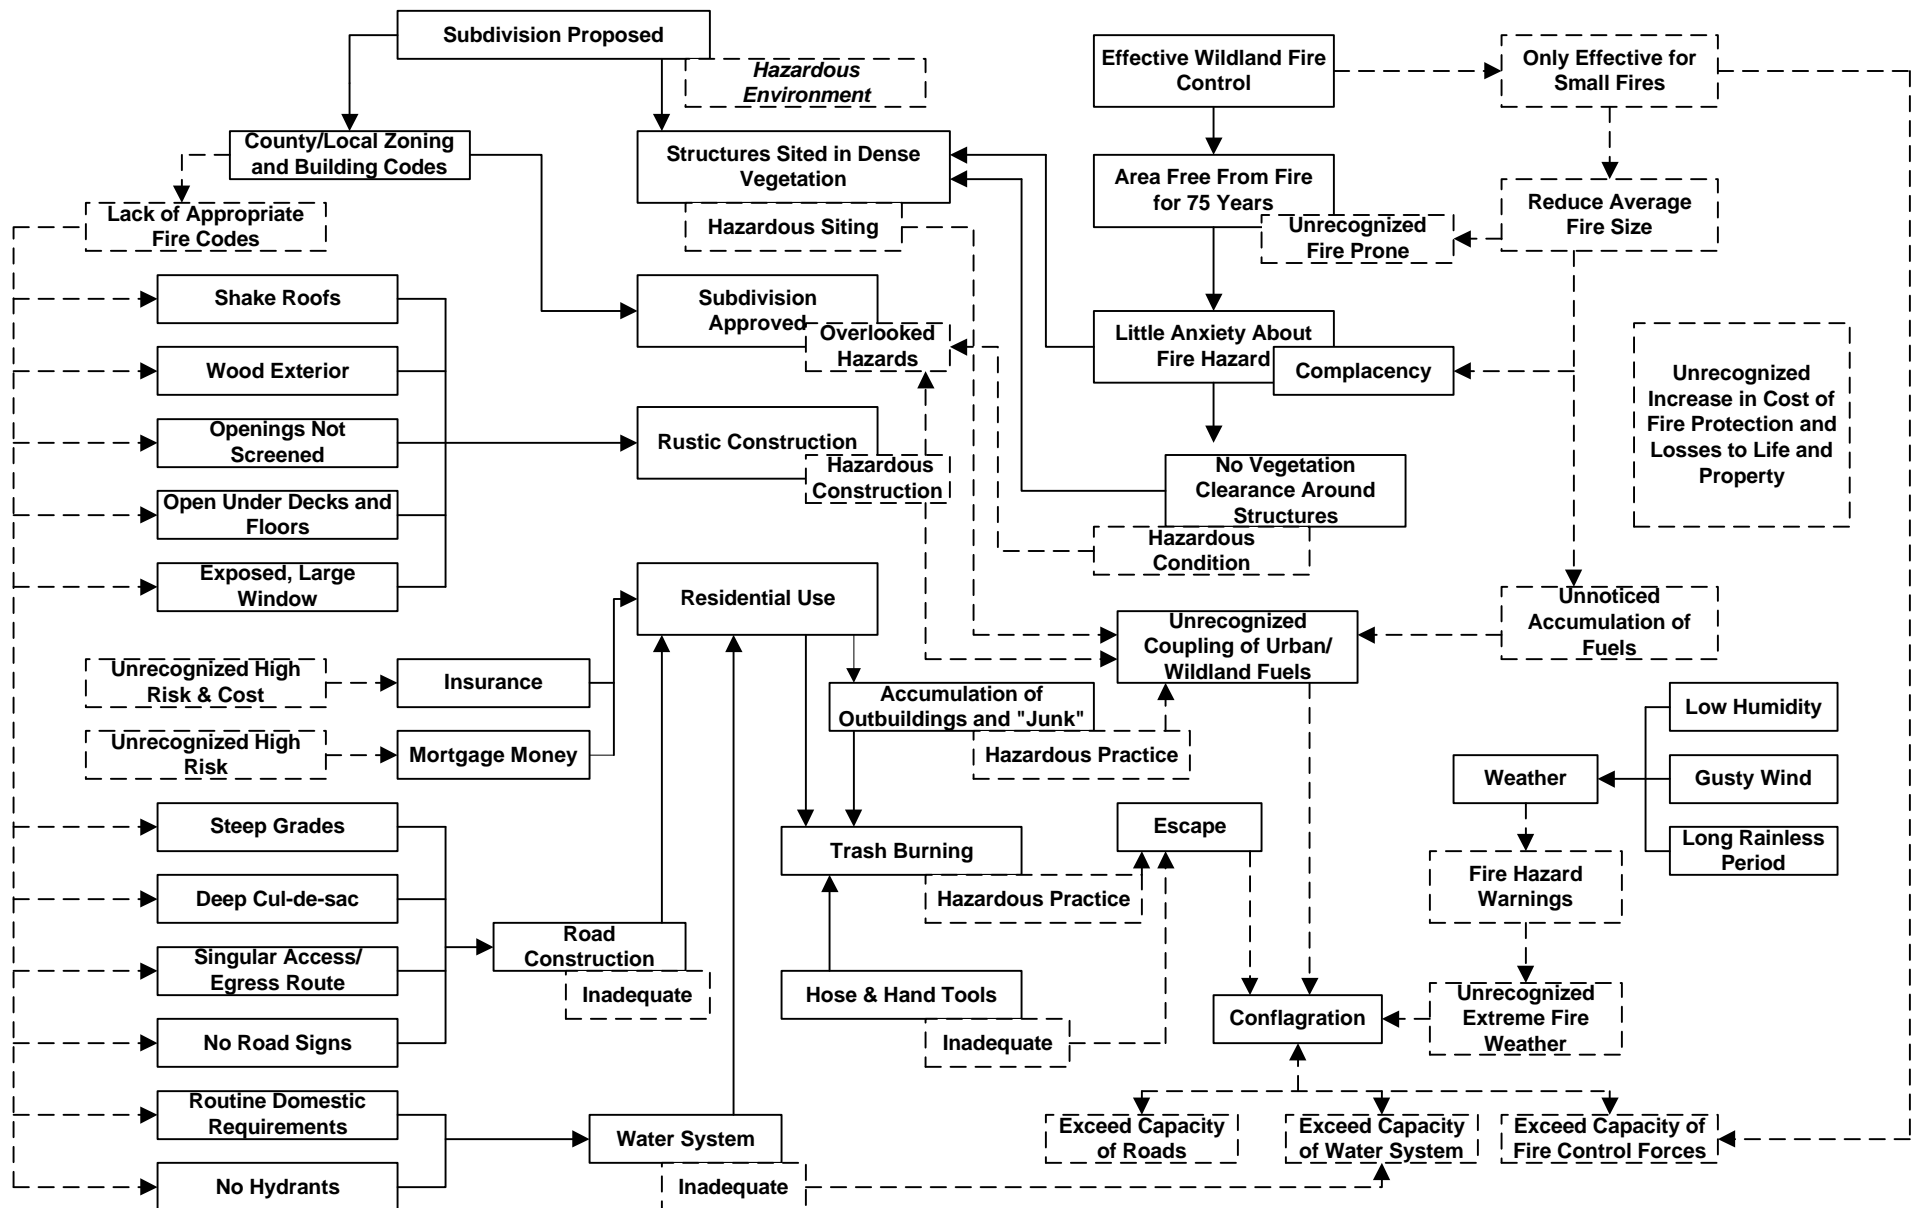 Subdivision Proposed
Hazardous
Environment
Effective Wildland Fire
Control
Only Effective for
Small Fires
County/Local Zoning
and Building Codes
Structures Sited in Dense
Vegetation
Area Free From Fire
for 75 Years
Reduce Average
Fire Size
Lack of Appropriate
Fire Codes
Hazardous Siting
Unrecognized
Fire Prone
Shake Roofs
Subdivision
Approved
Overlooked
Hazards
Little Anxiety About
Fire Hazard
Complacency
Unrecognized
Increase in Cost of
Fire Protection and
Losses to Life and
Property
Wood Exterior
Openings Not
Screened
Rustic Construction
Hazardous
Construction
No Vegetation
Clearance Around
Structures
Hazardous
Condition
Open Under Decks and
Floors
Exposed, Large
Window
Residential Use
Unrecognized
Coupling of Urban/
Wildland Fuels
Unnoticed
Accumulation of
Fuels
Unrecognized High
Risk & Cost
Insurance
Accumulation of
Outbuildings and "Junk"
Hazardous Practice
Low Humidity
Unrecognized High
Risk
Mortgage Money
Weather
Gusty Wind
Long Rainless
Period
Steep Grades
Trash Burning
Hazardous Practice
Escape
Fire Hazard
Warnings
Deep Cul-de-sac
Road
Construction
Inadequate
Singular Access/
Egress Route
Hose & Hand Tools
Inadequate
Conflagration
Unrecognized
Extreme Fire
Weather
No Road Signs
Routine Domestic
Requirements
Water System
Inadequate
Exceed Capacity
of Roads
Exceed Capacity
of Water System
Exceed Capacity of
Fire Control Forces
No Hydrants